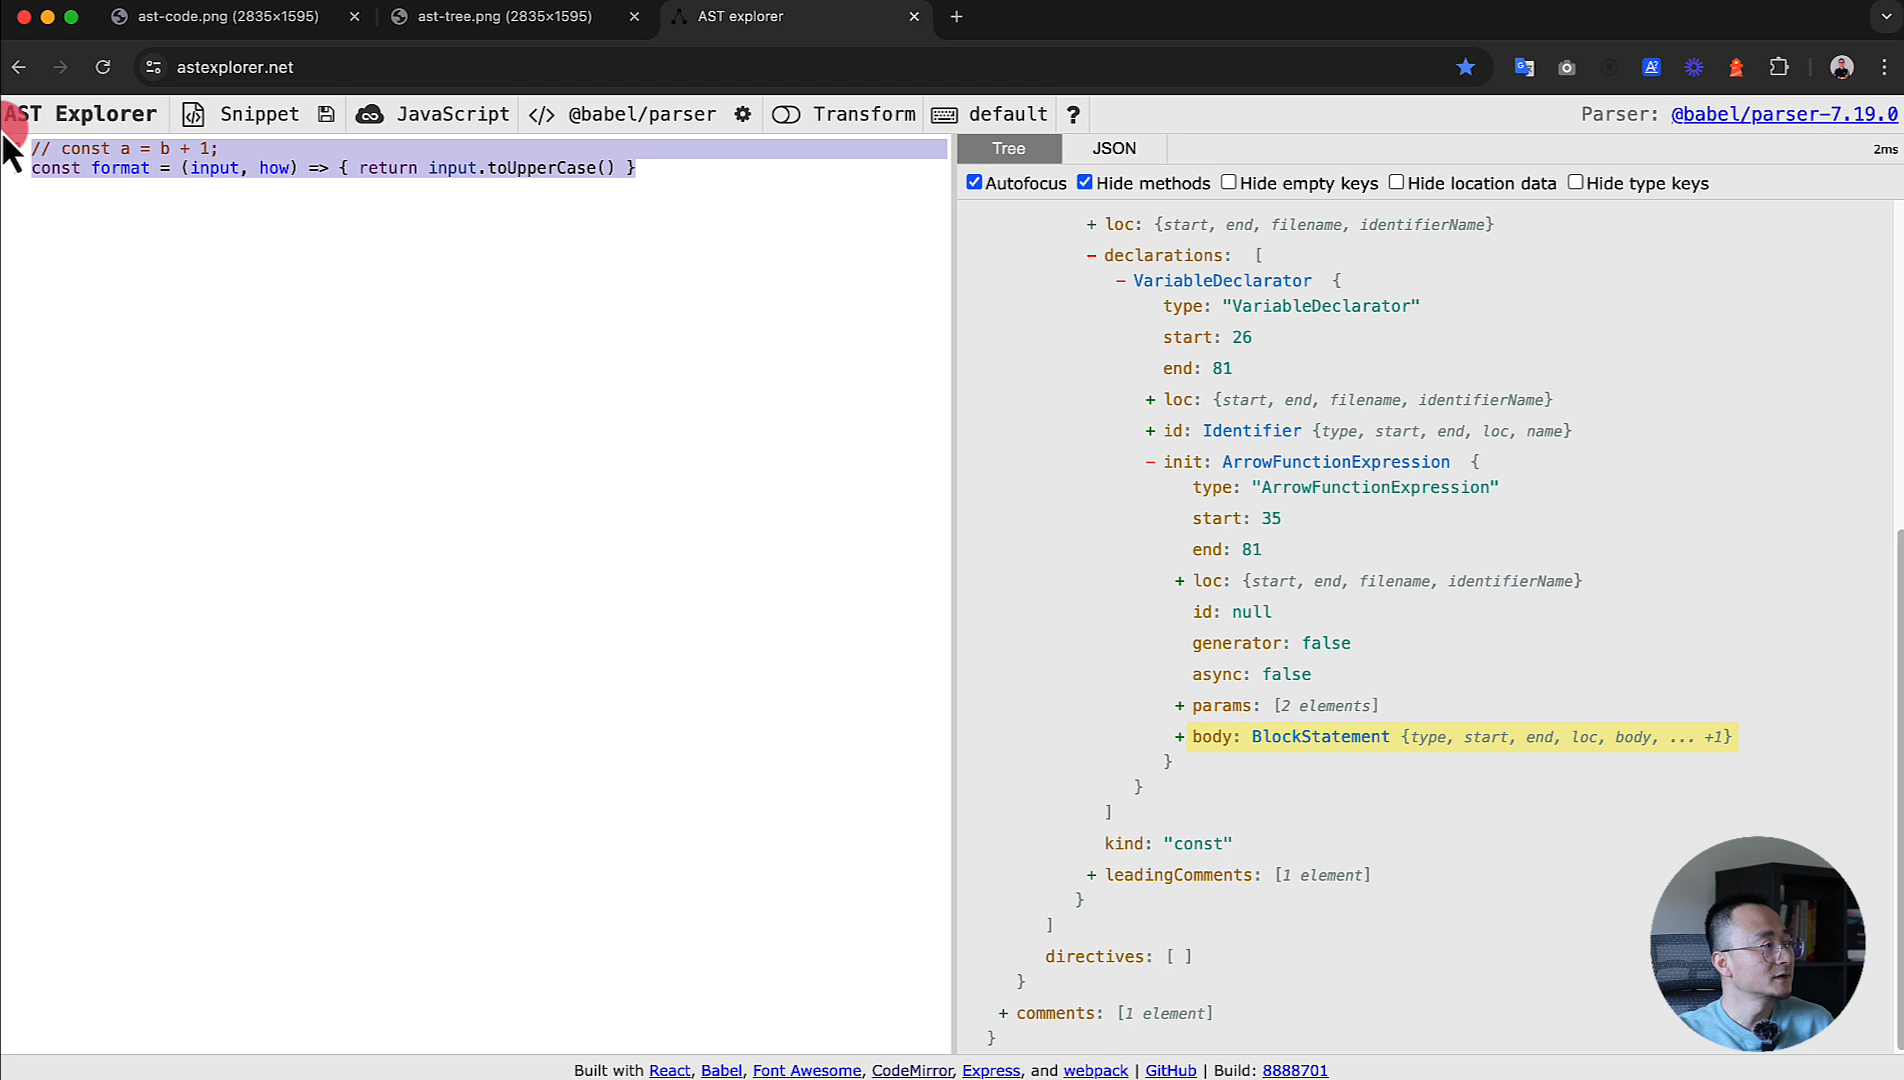 ast-code.png (2835×1595)
ast-tree.png (2835×1595)
AST explorer
astexplorer.net
AST Explorer
Snippet
JavaScript
</> @babel/parser
Transform
default
?
Parser: @babel/parser-7.19.0
// const a = b + 1;
const format = (input, how) => { return input.toUpperCase() }
Tree
JSON
2ms
Autofocus
Hide methods
Hide empty keys
Hide location data
Hide type keys
+ loc: {start, end, filename, identifierName}
- declarations: [
- VariableDeclarator {
type: "VariableDeclarator"
start: 26
end: 81
+ loc: {start, end, filename, identifierName}
+ id: Identifier {type, start, end, loc, name}
- init: ArrowFunctionExpression {
type: "ArrowFunctionExpression"
start: 35
end: 81
+ loc: {start, end, filename, identifierName}
id: null
generator: false
async: false
+ params: [2 elements]
+ body: BlockStatement {type, start, end, loc, body, ... +1}
}
}
]
kind: "const"
+ leadingComments: [1 element]
}
]
directives: [ ]
}
+ comments: [1 element]
}
Built with React, Babel, Font Awesome, CodeMirror, Express, and webpack | GitHub | Build: 8888701